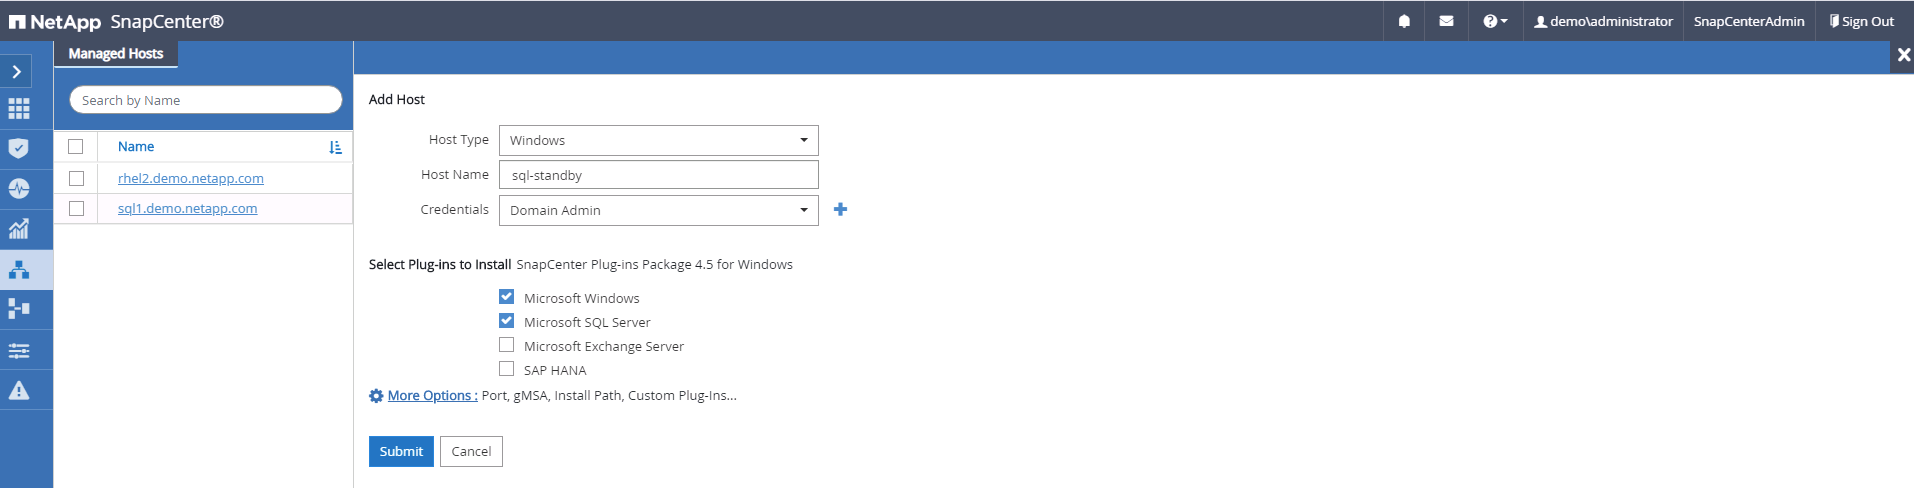 NetApp SnapCenter®
demo\administrator SnapCenterAdmin Sign Out
Managed Hosts
Search by Name
Name
rhel2.demo.netapp.com
sql1.demo.netapp.com
Add Host
Host Type Windows
Host Name sql-standby
Credentials Domain Admin
Select Plug-ins to Install SnapCenter Plug-ins Package 4.5 for Windows
Microsoft Windows
Microsoft SQL Server
Microsoft Exchange Server
SAP HANA
More Options : Port, gMSA, Install Path, Custom Plug-Ins...
Submit Cancel